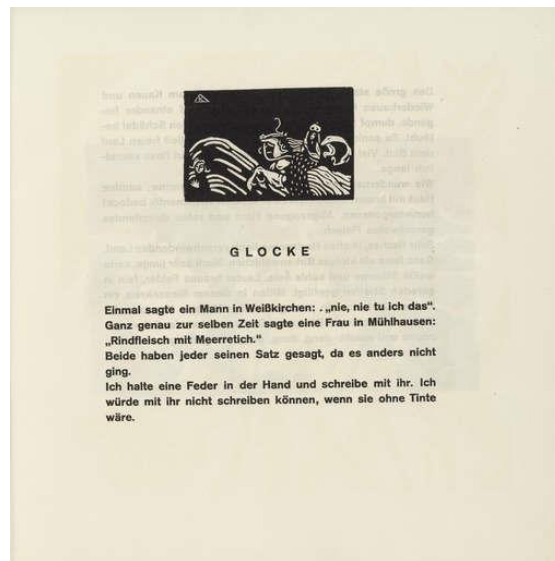 GLOCKE
Einmal sagte ein Mann in Weißkirchen: . „nie, nie tu ich das".
Ganz genau zur selben Zeit sagte eine Frau in Mühlhausen:
„Rindfleisch mit Meerretich."
Beide haben jeder seinen Satz gesagt, da es anders nicht
ging.
Ich halte eine Feder in der Hand und schreibe mit ihr. Ich
würde mit ihr nicht schreiben können, wenn sie ohne Tinte
wäre.